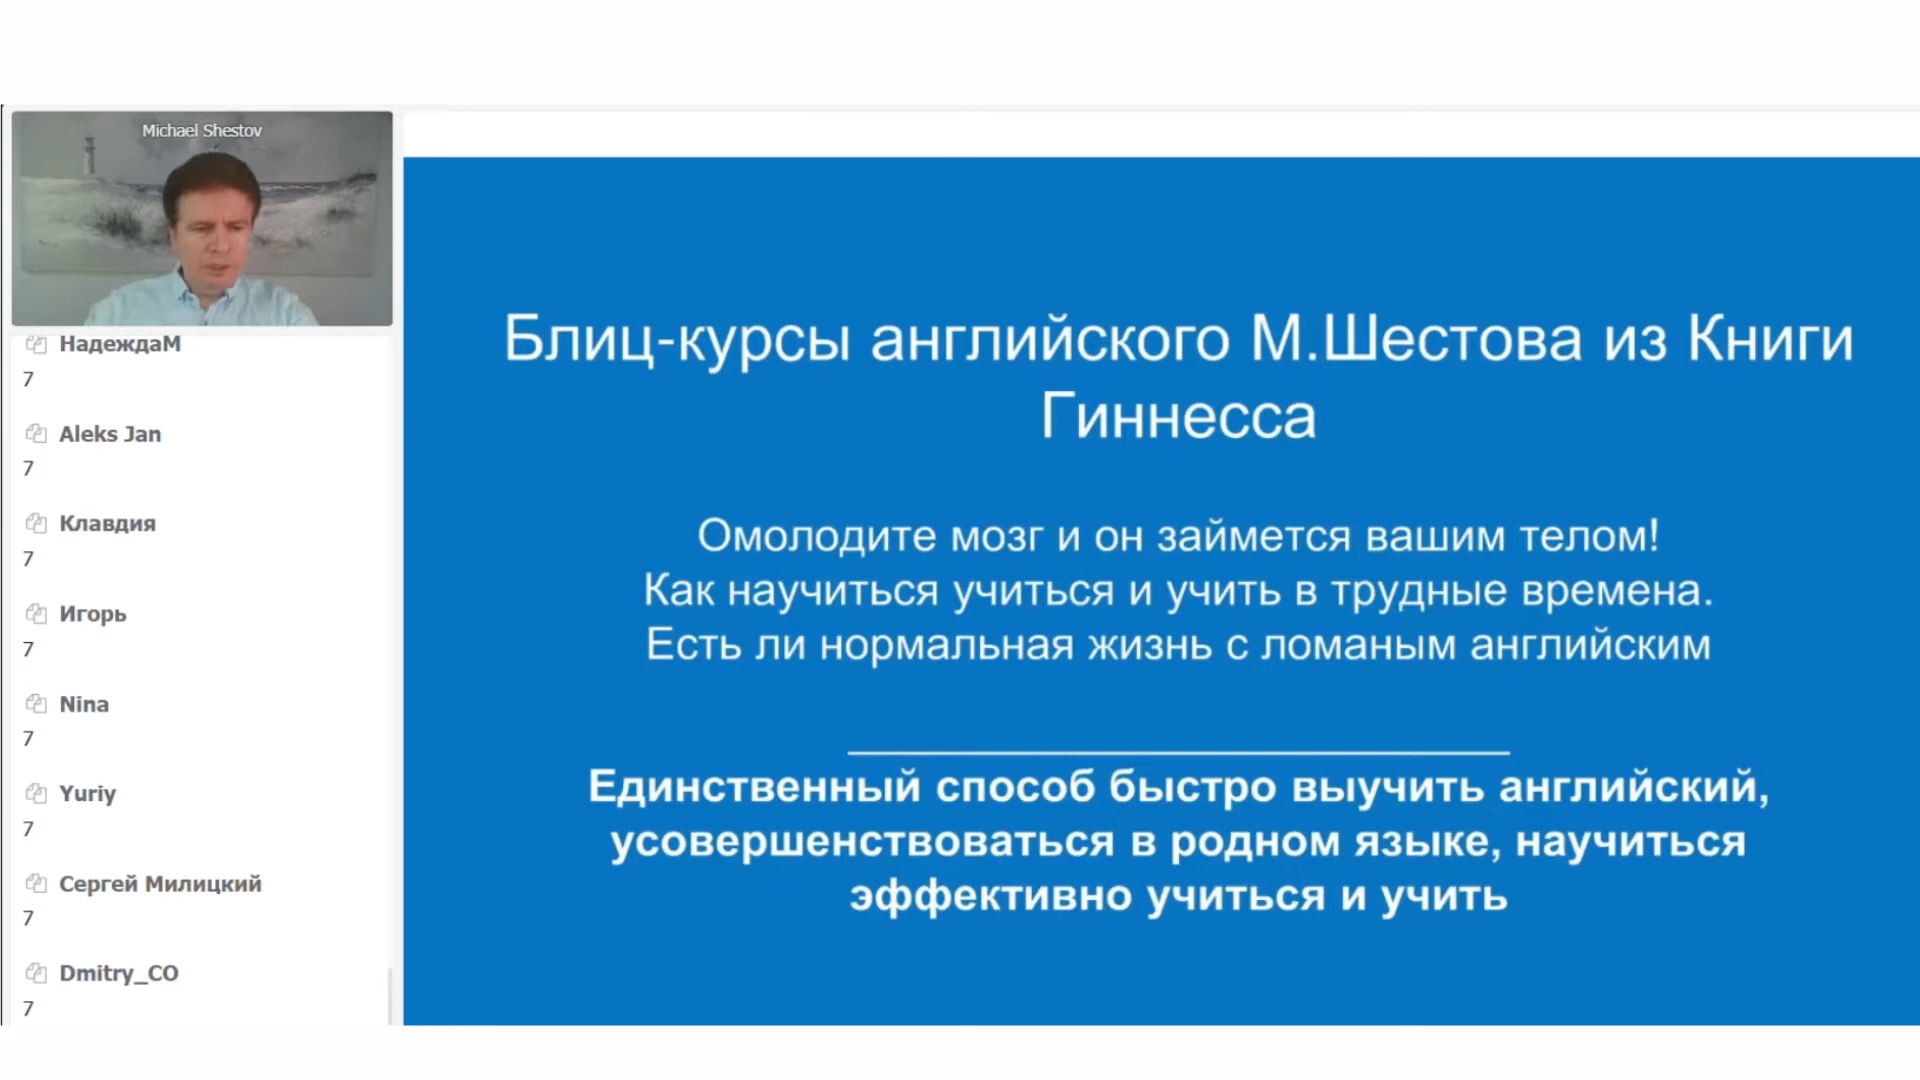 Michael Shestov
НадеждаМ
7
Aleks Jan
7
Клавдия
7
Игорь
7
Nina
7
Yuriy
7
Сергей Милицкий
7
Dmitry_CO
7
Блиц-курсы английского М.Шестова из Книги
Гиннесса
Омолодите мозг и он займется вашим телом!
Как научиться учиться и учить в трудные времена.
Есть ли нормальная жизнь с ломаным английским
Единственный способ быстро выучить английский,
усовершенствоваться в родном языке, научиться
эффективно учиться и учить